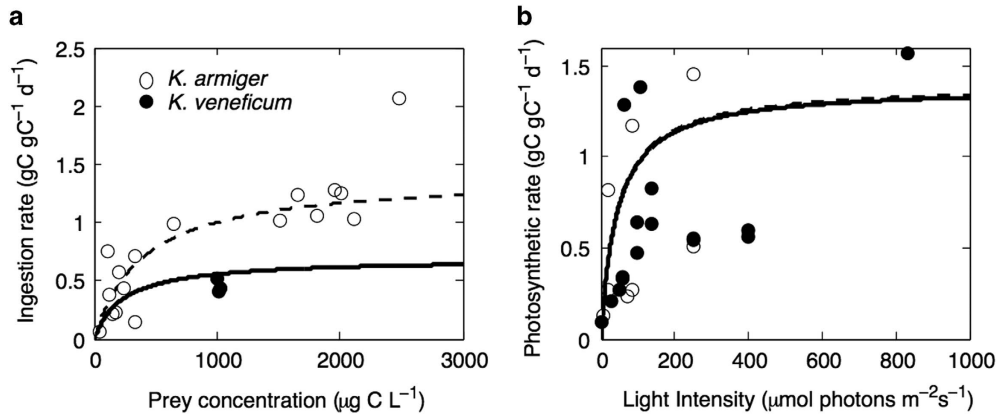 a
b
2.5
2
1.5
1
0.5
0
Ingestion rate (gC gC⁻¹ d⁻¹)
K. armiger
K. veneficum
0
1000
2000
3000
Prey concentration (μg C L⁻¹)
1.5
1
0.5
0
Photosynthetic rate (gC gC⁻¹ d⁻¹)
0
200
400
600
800
1000
Light Intensity (μmol photons m⁻²s⁻¹)